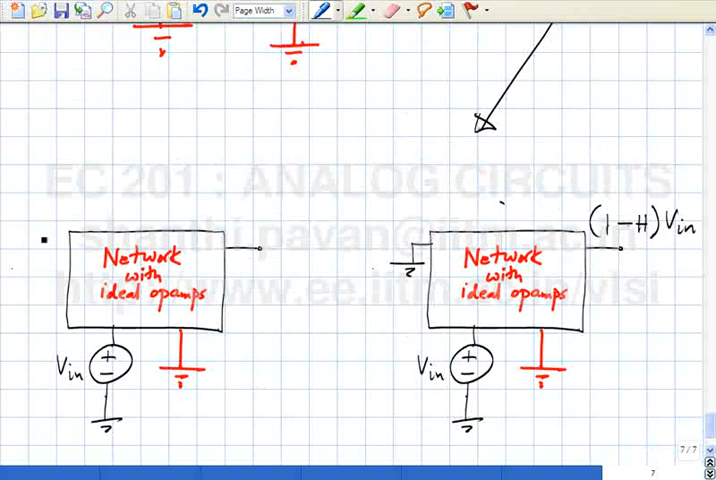 Page Width
EC 201 : ANALOG CIRCUITS
shanthi.pavan@iitm.ac.in
http://www.ee.iitm.ac.in/vlsi
(1-H)Vin
Network
with
ideal opamps
Network
with
ideal opamps
Vin
Vin
7/7
7